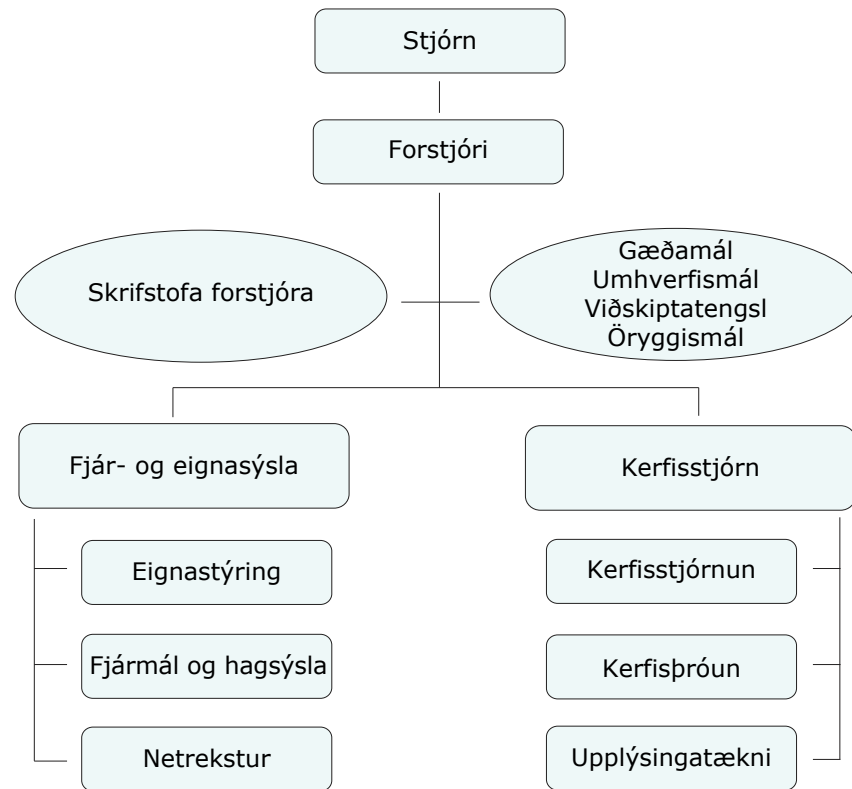 Stjórn
Forstjóri
Skrifstofa forstjóra
Gæðamál
Umhverfismál
Viðskiptatengsl
Öryggismál
Fjár- og eignasýsla
Kerfisstjórn
Eignastýring
Kerfisstjórnun
Fjármál og hagsýsla
Kerfisþróun
Netrekstur
Upplýsingatækni